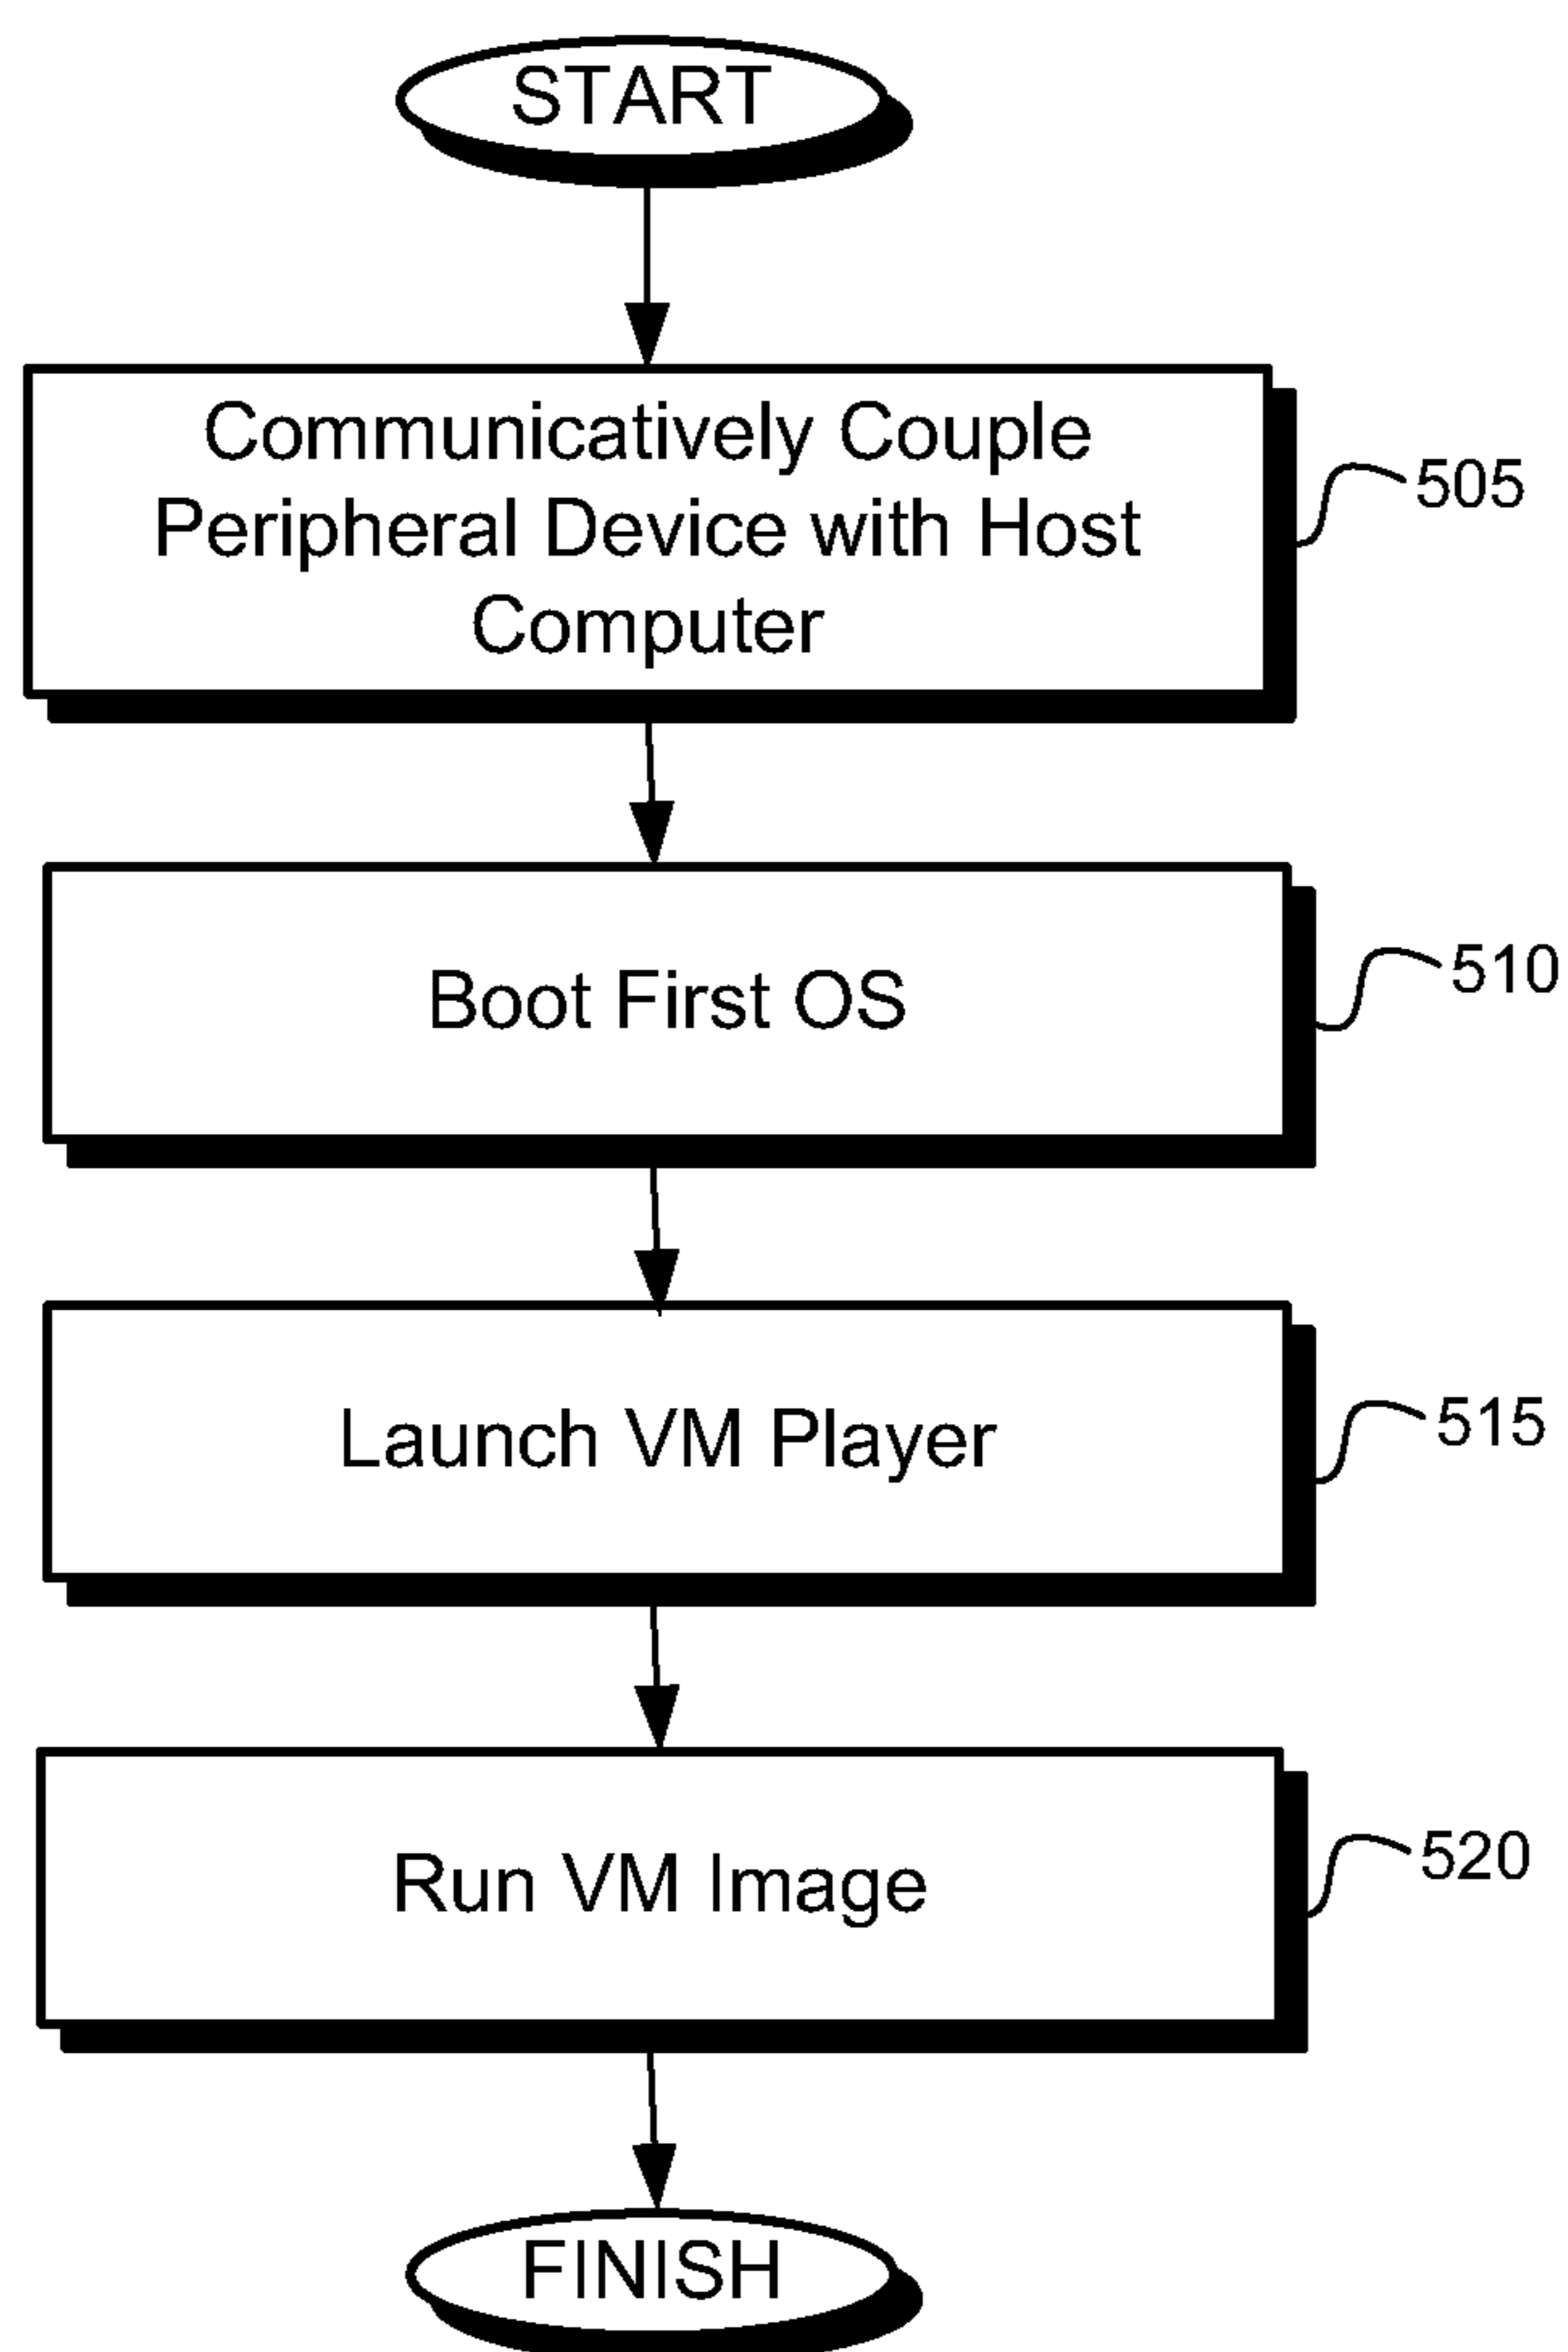 START
Communicatively Couple
Peripheral Device with Host
Computer
505
Boot First OS
510
Launch VM Player
515
Run VM Image
520
FINISH